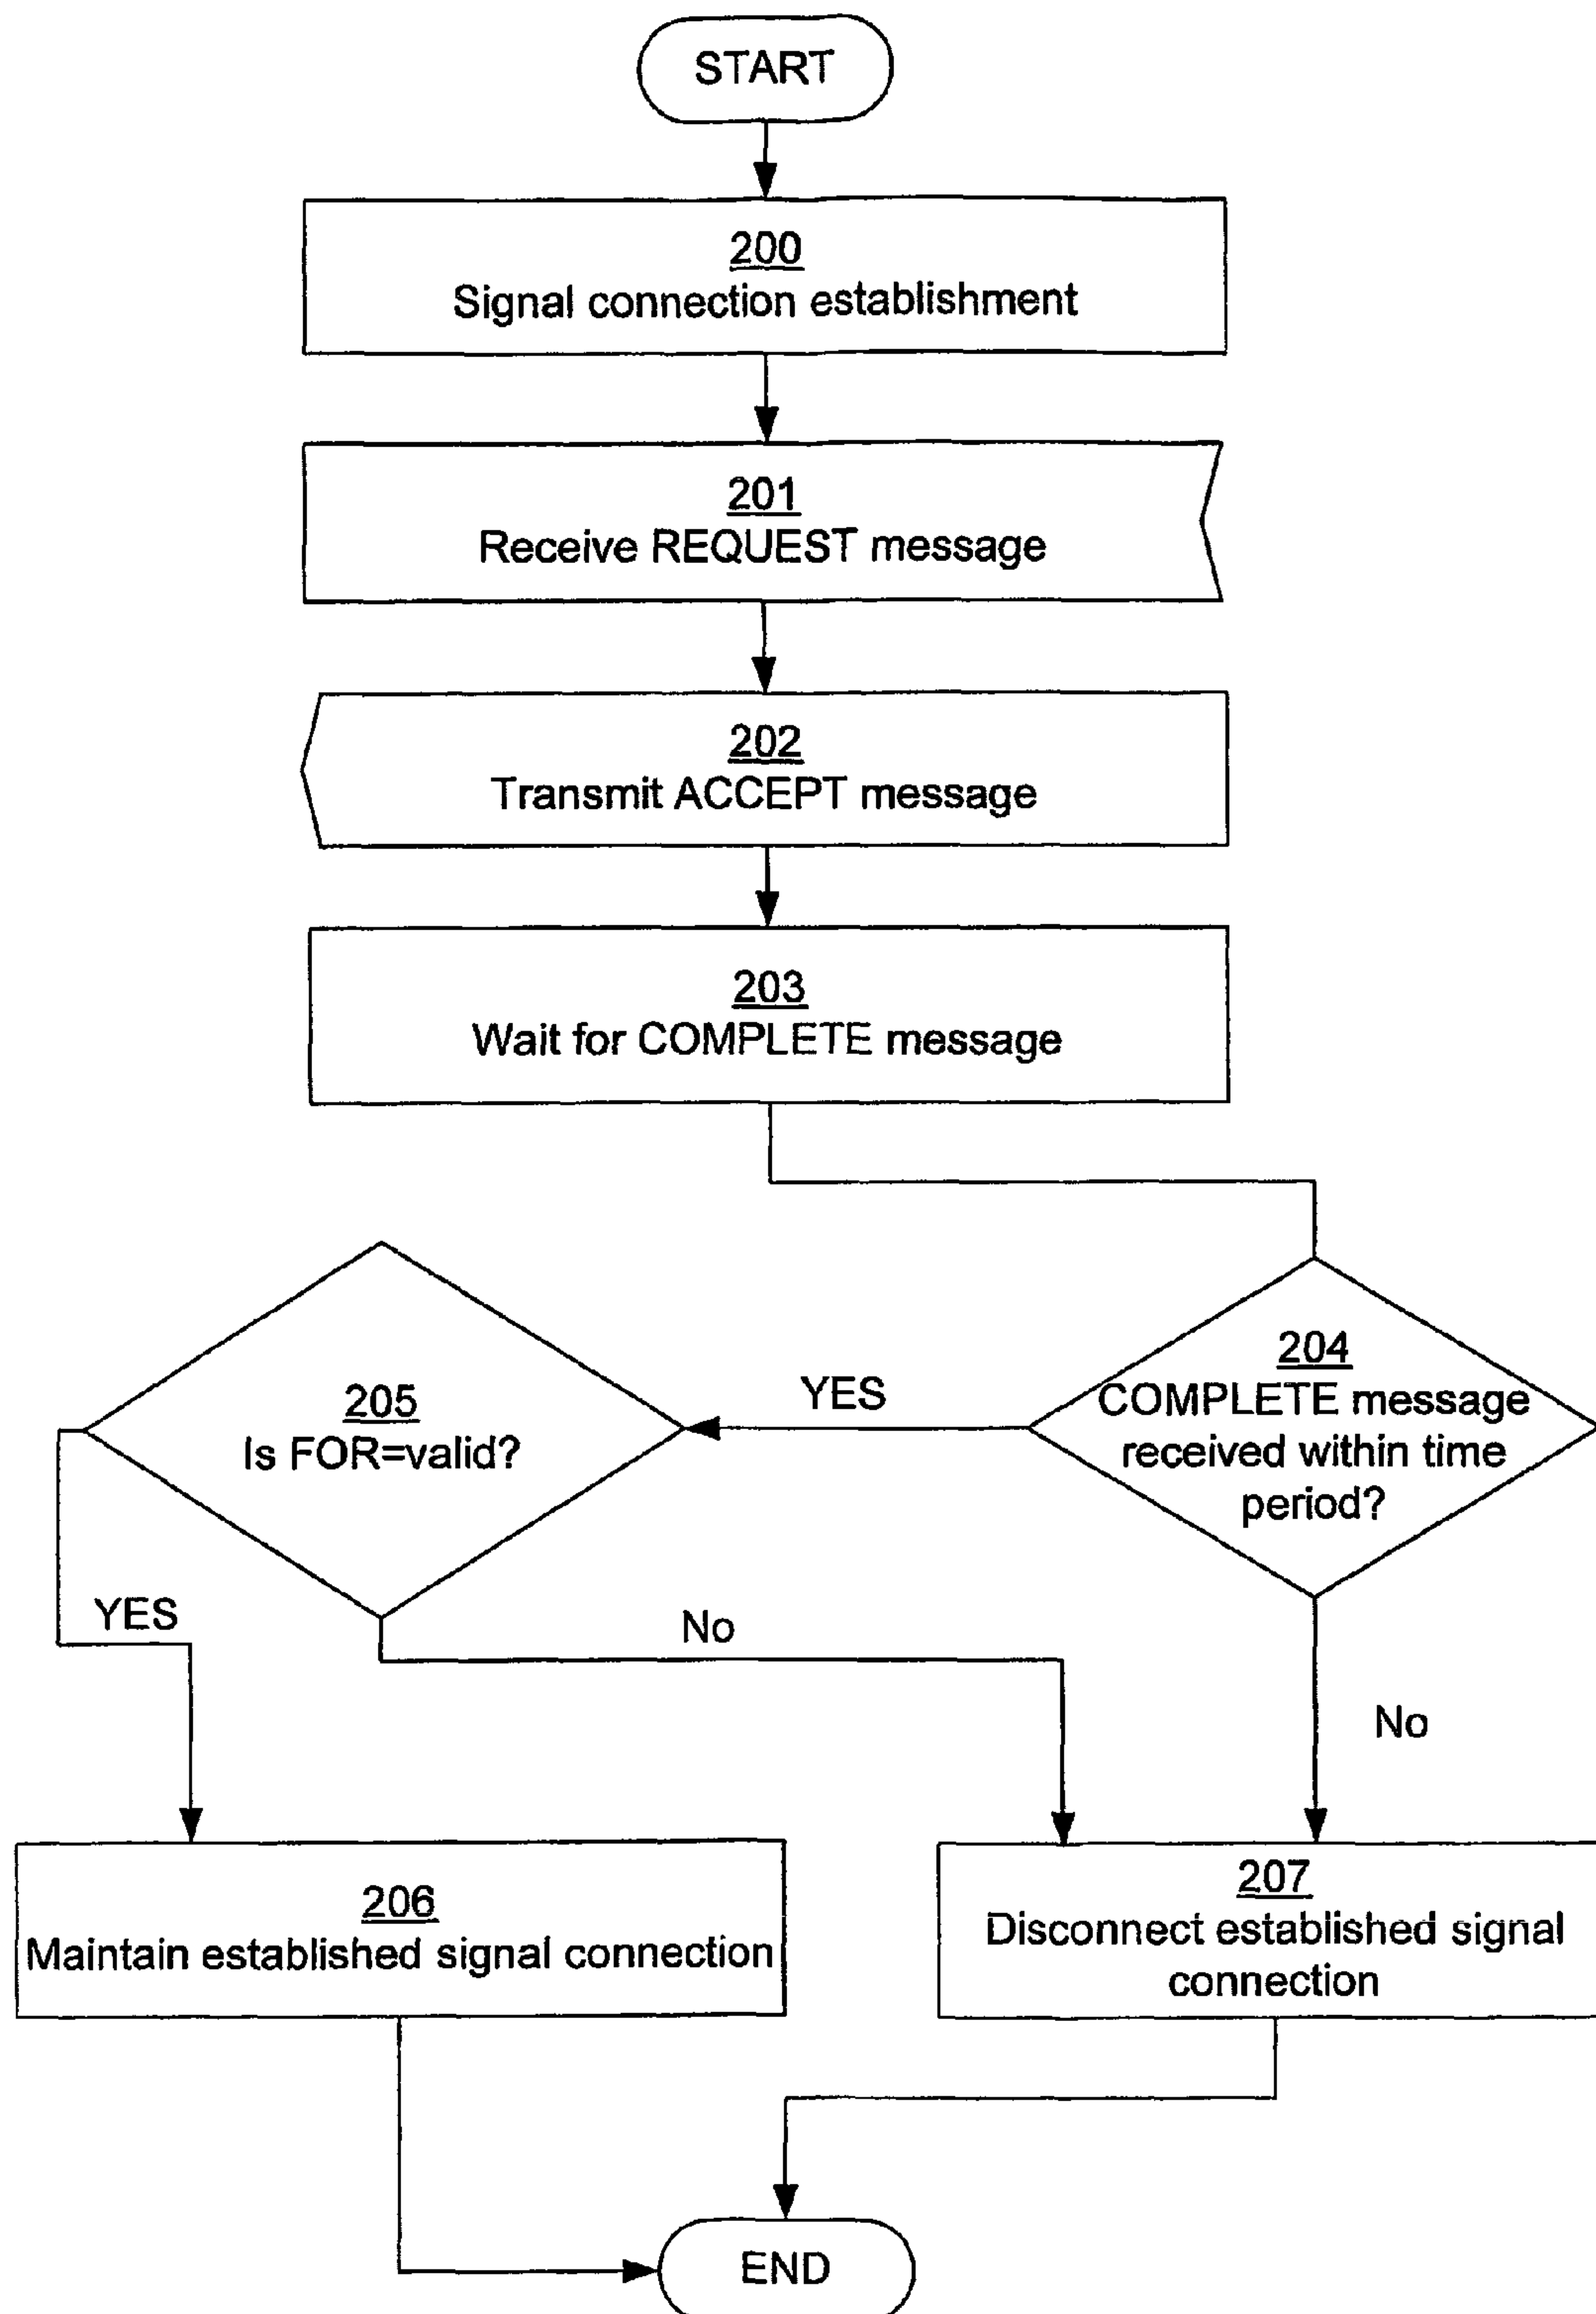 START
200
Signal connection establishment
201
Receive REQUEST message
202
Transmit ACCEPT message
203
Wait for COMPLETE message
204
COMPLETE message
received within time
period?
YES
205
Is FOR=valid?
YES
No
No
206
Maintain established signal connection
207
Disconnect established signal
connection
END